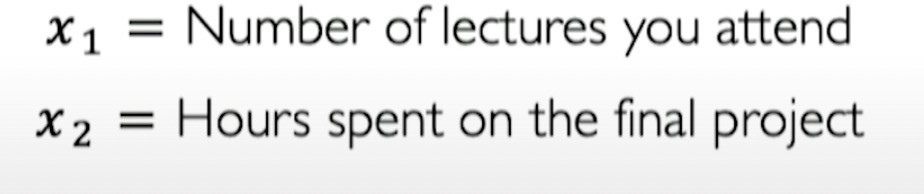 x₁ = Number of lectures you attend
x₂ = Hours spent on the final project